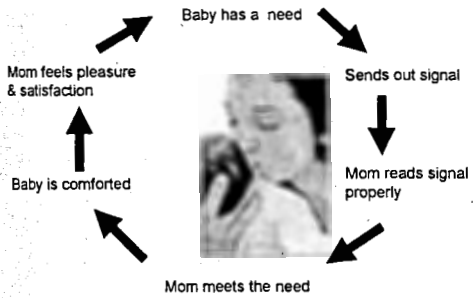 Baby has a need
Sends out signal
Mom reads signal
properly
Mom meets the need
Baby is comforted
Mom feels pleasure
& satisfaction